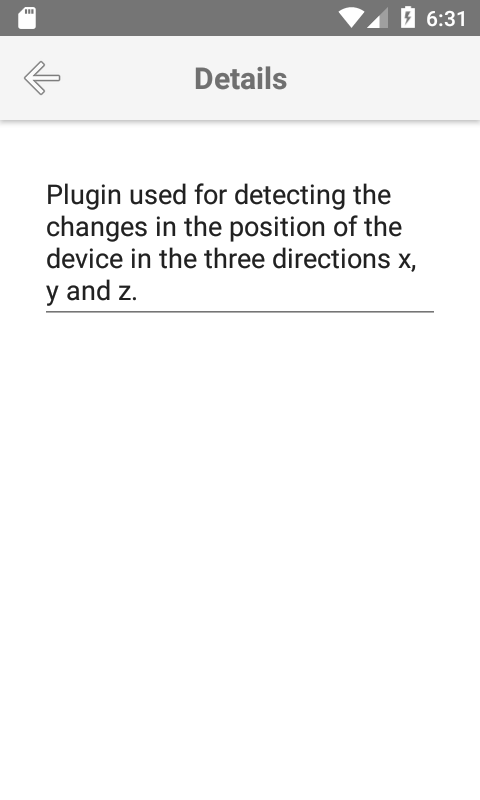 6:31
Details
Plugin used for detecting the
changes in the position of the
device in the three directions x,
y and z.